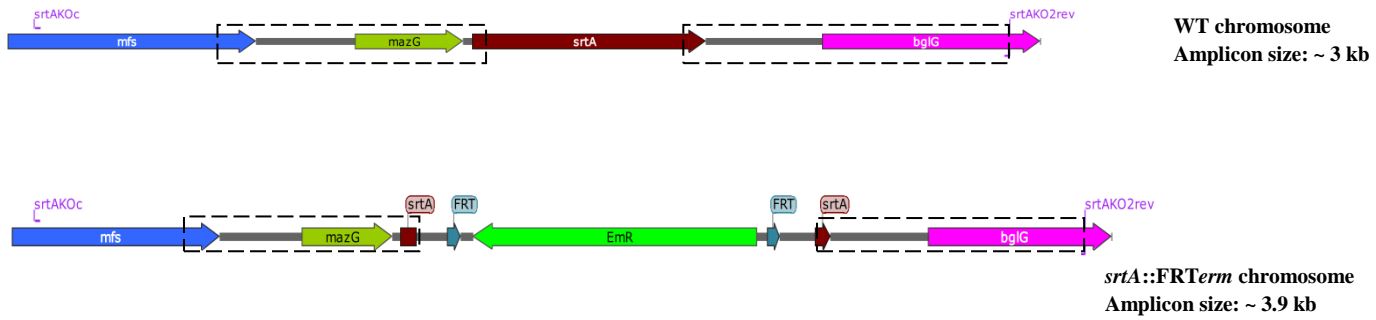 srtAKOc
srtAKO2rev
mfs
mazG
srtA
bglG
WT chromosome
Amplicon size: ~ 3 kb
srtAKOc
srtA
FRT
FRT
srtA
srtAKO2rev
mfs
mazG
EmR
bglG
srtA::FRTerm chromosome
Amplicon size: ~ 3.9 kb